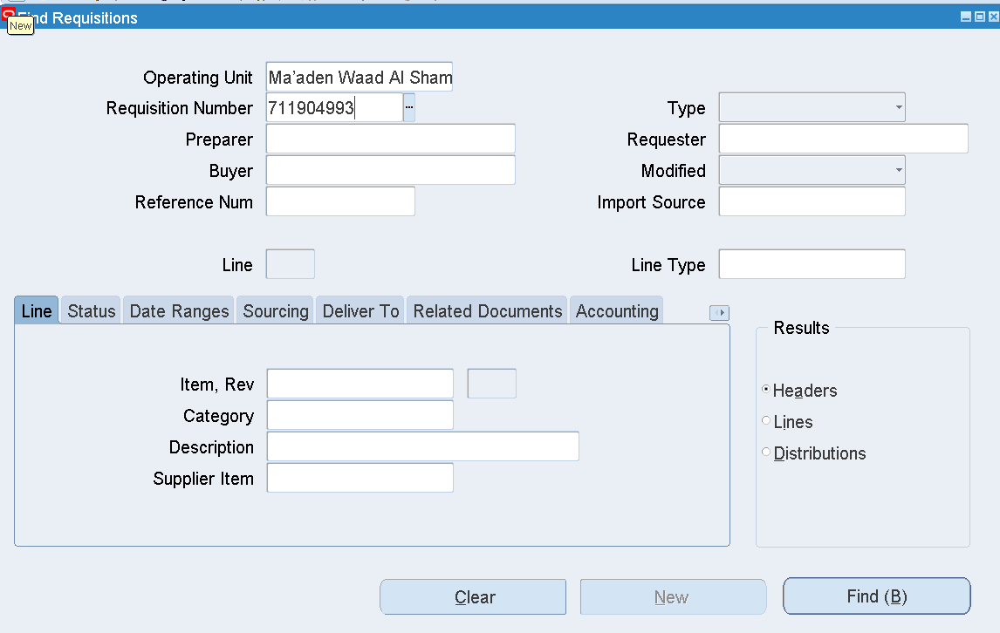 Find Requisitions
New
Operating Unit Ma'aden Waad Al Sham
Requisition Number 711904993 ...
Type
Preparer
Requester
Buyer
Modified
Reference Num
Import Source
Line
Line Type
Line Status Date Ranges Sourcing Deliver To Related Documents Accounting
Results
Item, Rev
Headers
Category
Lines
Description
Distributions
Supplier Item
Clear New Find (B)